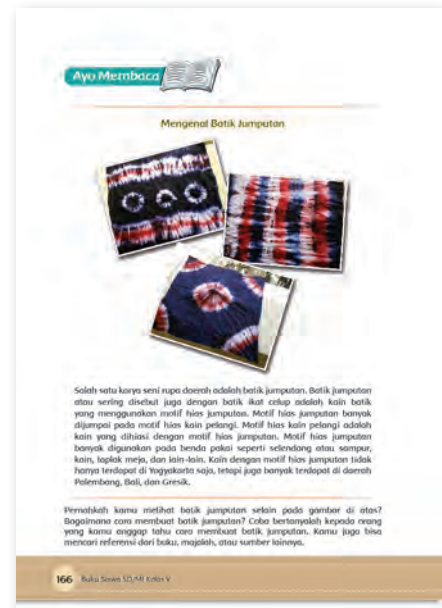 Ayo Membaca
Mengenal Batik Jumputan
Salah satu karya seni rupa daerah adalah batik jumputan. Batik jumputan
atau sering disebut juga dengan batik ikat celup adalah kain batik
yang menggunakan motif hias jumputan. Motif hias jumputan banyak
dijumpai pada motif hias kain pelangi. Motif hias kain pelangi adalah
kain yang dihiasi dengan motif hias jumputan. Motif hias jumputan
banyak digunakan pada benda pakai seperti selendang atau sampur,
kain, taplak meja, dan lain-lain. Kain dengan motif hias jumputan tidak
hanya terdapat di Yogyakarta saja, tetapi juga banyak terdapat di daerah
Palembang, Bali, dan Gresik.
Pernahkah kamu melihat batik jumputan selain pada gambar di atas?
Bagaimana cara membuat batik jumputan? Coba bertanyalah kepada orang
yang kamu anggap tahu cara membuat batik jumputan. Kamu juga bisa
mencari referensi dari buku, majalah, atau sumber lainnya.
166 Buku Siswa SD/MI Kelas V